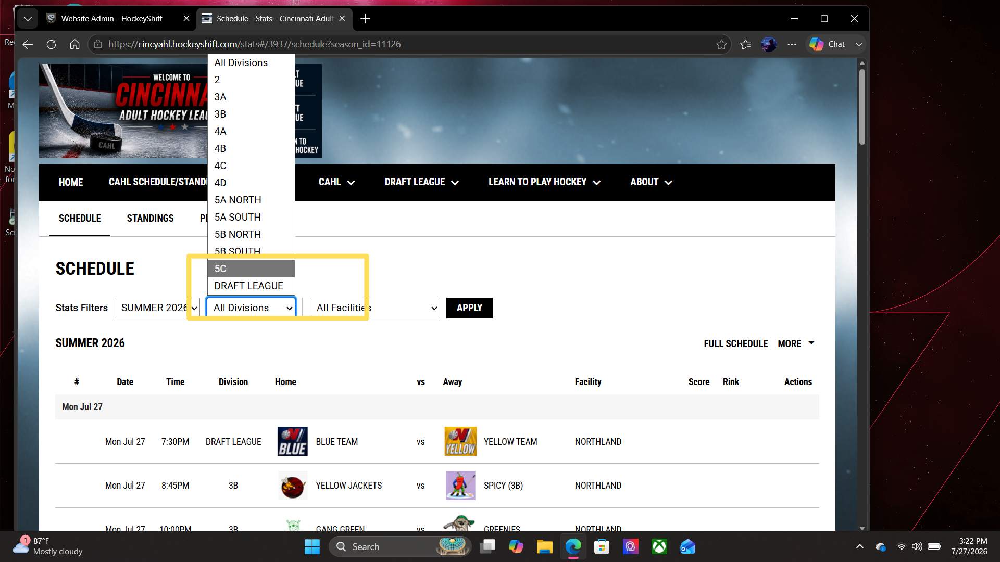 Website Admin - HockeyShift
Schedule - Stats - Cincinnati Adult
https://cincyahl.hockeyshift.com/stats#/3937/schedule?season_id=11126
Chat
WELCOME TO
CINCINNA
ADULT HOCKEY LEAG
CAHL
HOCKEY
All Divisions
2
3A
3B
4A
4B
4C
4D
5A NORTH
5A SOUTH
5B NORTH
5B SOUTH
5C
DRAFT LEAGUE
HOME
CAHL SCHEDULE/STANDI
CAHL
DRAFT LEAGUE
LEARN TO PLAY HOCKEY
ABOUT
SCHEDULE
STANDINGS
SCHEDULE
Stats Filters
SUMMER 2026
All Divisions
All Facilities
APPLY
SUMMER 2026
FULL SCHEDULE
MORE
# Date Time Division Home vs Away Facility Score Rink Actions
Mon Jul 27
Mon Jul 27 7:30PM DRAFT LEAGUE BLUE BLUE TEAM vs YELLOW YELLOW TEAM NORTHLAND
Mon Jul 27 8:45PM 3B YELLOW JACKETS vs SPICY (3B) NORTHLAND
Mon Jul 27 10:00PM 3B GANG GREEN vs GREENIES NORTHLAND
1
87°F
Mostly cloudy
Search
3:22 PM
7/27/2026